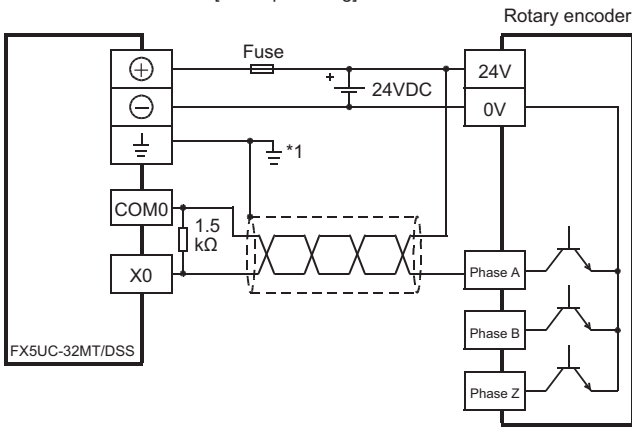 Rotary encoder
Fuse
24V
24VDC
0V
*1
COM0
1.5
kΩ
X0
Phase A
Phase B
Phase Z
FX5UC-32MT/DSS